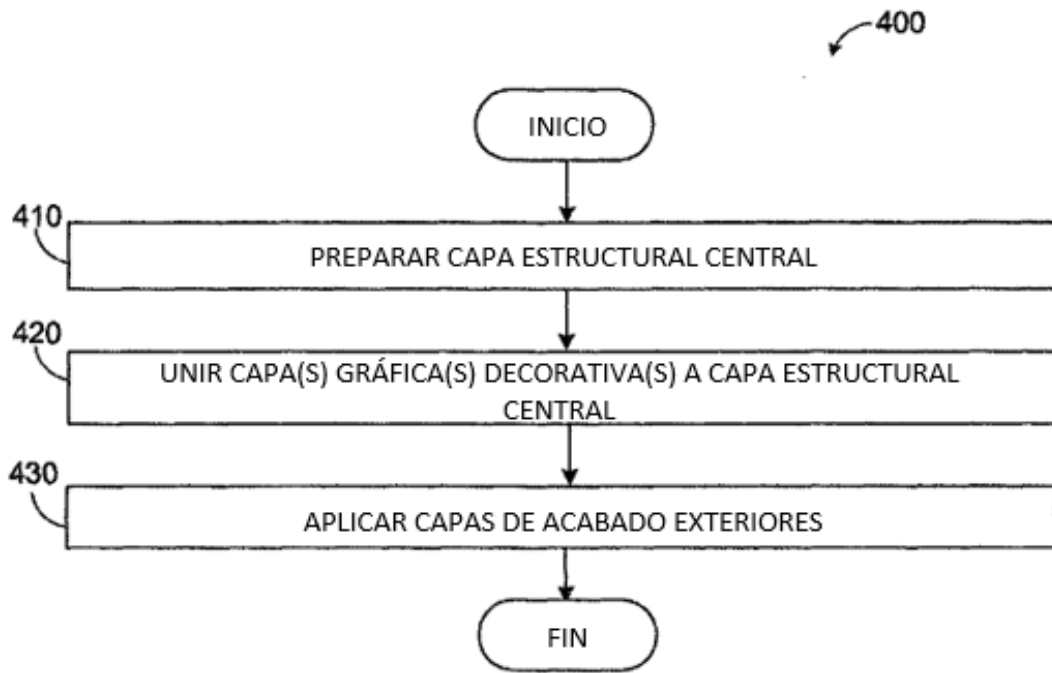 400
INICIO
410
PREPARAR CAPA ESTRUCTURAL CENTRAL
420
UNIR CAPA(S) GRÁFICA(S) DECORATIVA(S) A CAPA ESTRUCTURAL
CENTRAL
430
APLICAR CAPAS DE ACABADO EXTERIORES
FIN